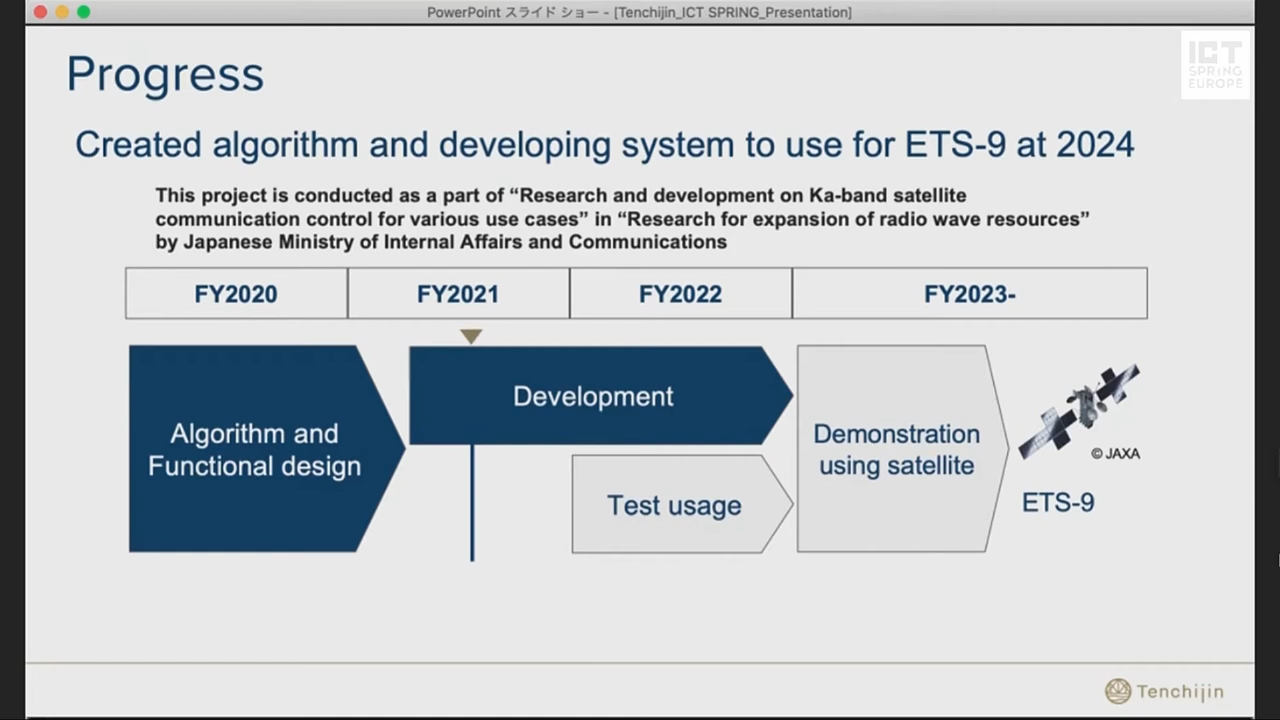 PowerPoint スライド ショー - [Tenchijin_ICT SPRING_Presentation]
ICT
SPRING
EUROPE
Progress
Created algorithm and developing system to use for ETS-9 at 2024
This project is conducted as a part of “Research and development on Ka-band satellite
communication control for various use cases” in “Research for expansion of radio wave resources”
by Japanese Ministry of Internal Affairs and Communications
FY2020
FY2021
FY2022
FY2023-
Algorithm and
Functional design
Development
Test usage
Demonstration
using satellite
© JAXA
ETS-9
Tenchijin